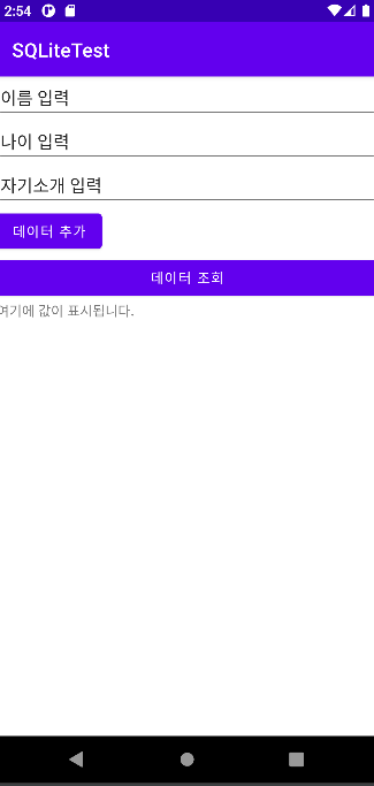 2:54
SQLiteTest
이름 입력
나이 입력
자기소개 입력
데이터 추가
데이터 조회
여기에 값이 표시됩니다.